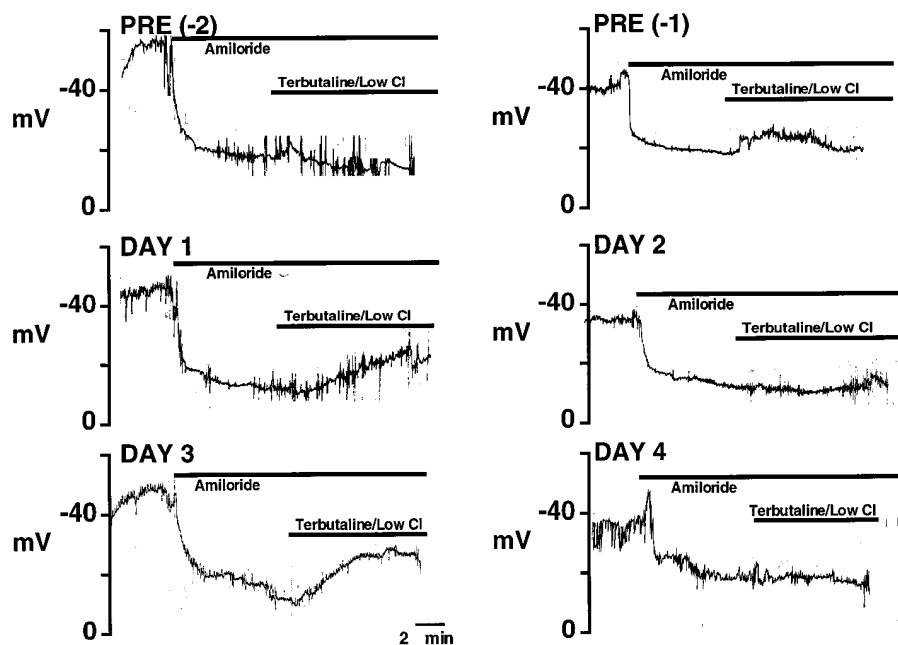 PRE (-2)
Amiloride
Terbutaline/Low Cl
-40
mV
0
PRE (-1)
Amiloride
Terbutaline/Low Cl
-40
mV
0
DAY 1
Amiloride
Terbutaline/Low Cl
-40
mV
0
DAY 2
Amiloride
Terbutaline/Low Cl
-40
mV
0
DAY 3
Amiloride
Terbutaline/Low Cl
-40
mV
0
2 min
DAY 4
Amiloride
Terbutaline/Low Cl
-40
mV
0